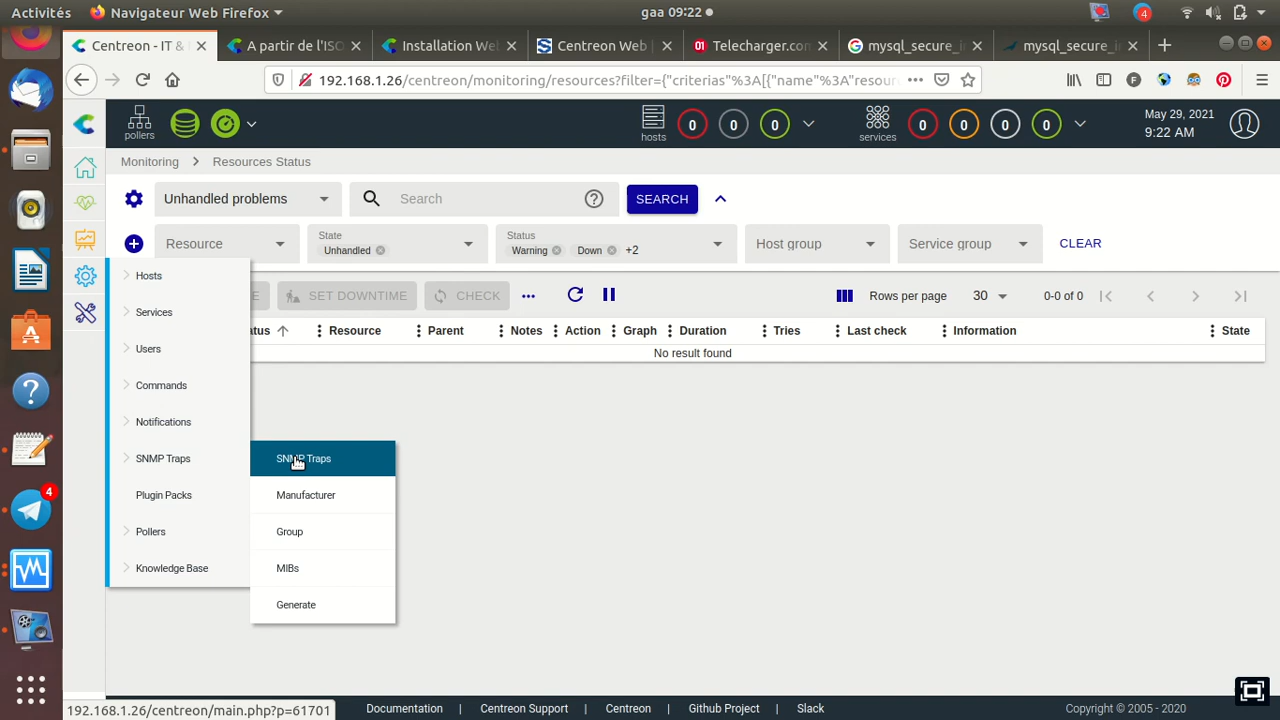 Activités Navigateur Web Firefox gaa 09:22 4
Centreon - IT & A partir de l'ISO Installation Web Centreon Web | Telecharger.com mysql_secure_i mysql_secure_i
192.168.1.26/centreon/monitoring/resources?filter={"criterias"%3A[{"name"%3A"resour
pollers hosts 0 0 0 services 0 0 0 0 May 29, 2021
9:22 AM
Monitoring Resources Status
Unhandled problems Search SEARCH
Resource State Unhandled Status Warning Down +2 Host group Service group CLEAR
Hosts
SET DOWNTIME CHECK Rows per page 30 0-0 of 0
Services
Resource Parent Notes Action Graph Duration Tries Last check Information State
No result found
Users
Commands
Notifications
SNMP Traps
SNMP Traps
Plugin Packs
Manufacturer
Pollers
Group
Knowledge Base
MIBs
Generate
4
192.168.1.26/centreon/main.php?p=61701
Documentation Centreon Support Centreon Github Project Slack Copyright © 2005 - 2020